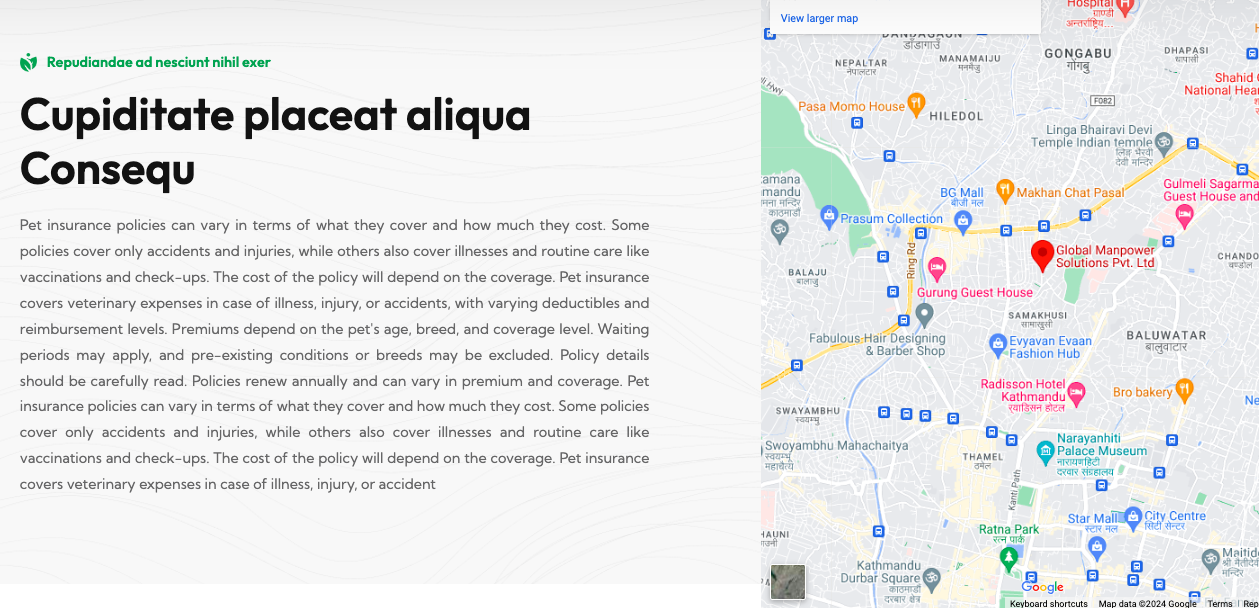 Repudiandae ad nesciunt nihil exer
Cupiditate placeat aliqua
Consequ
Pet insurance policies can vary in terms of what they cover and how much they cost. Some
policies cover only accidents and injuries, while others also cover illnesses and routine care like
vaccinations and check-ups. The cost of the policy will depend on the coverage. Pet insurance
covers veterinary expenses in case of illness, injury, or accidents, with varying deductibles and
reimbursement levels. Premiums depend on the pet's age, breed, and coverage level. Waiting
periods may apply, and pre-existing conditions or breeds may be excluded. Policy details
should be carefully read. Policies renew annually and can vary in premium and coverage. Pet
insurance policies can vary in terms of what they cover and how much they cost. Some policies
cover only accidents and injuries, while others also cover illnesses and routine care like
vaccinations and check-ups. The cost of the policy will depend on the coverage. Pet insurance
covers veterinary expenses in case of illness, injury, or accident
View larger map
Hospital
ग्राण्डी
अन्तर्राष्ट्रिय...
डाँडागाउँ
GONGABU
गोंगबु
DHAPASI
धापासी
NEPALTAR
नेपालटार
MANAMAIJU
मनमैजु
Shahid
National Hear
F082
Pasa Momo House
HILEDOL
Linga Bhairavi Devi
Temple Indian temple
लिङ्ग भैरवी
देवी मन्दिर
BG Mall
बीजी मल
Makhan Chat Pasal
Gulmeli Sagarma
Guest House and
Prasum Collection
काठमाडौं
Global Manpower
Solutions Pvt. Ltd
Ring Rd
BALAJU
बालाजु
Gurung Guest House
SAMAKHUSI
सामाखुसी
Fabulous Hair Designing
& Barber Shop
Evyavan Evaan
Fashion Hub
BALUWATAR
बालुवाटार
Radisson Hotel
Kathmandu
र्‍याडिसन होटल
Bro bakery
SWAYAMBHU
स्वयम्भु
Swoyambhu Mahachaitya
स्वयम्भू
महाचैत्य
THAMEL
ठमेल
Narayanhiti
Palace Museum
नारायणहिटी
दरवार संग्रहालय
Kanti Path
Star Mall
स्टार मल
City Centre
सिटी सेन्टर
Ratna Park
रत्न पार्क
Kathmandu
Durbar Square
काठमाडौं
दरबार क्षेत्र
Google
Keyboard shortcuts
Map data ©2024 Google
Terms